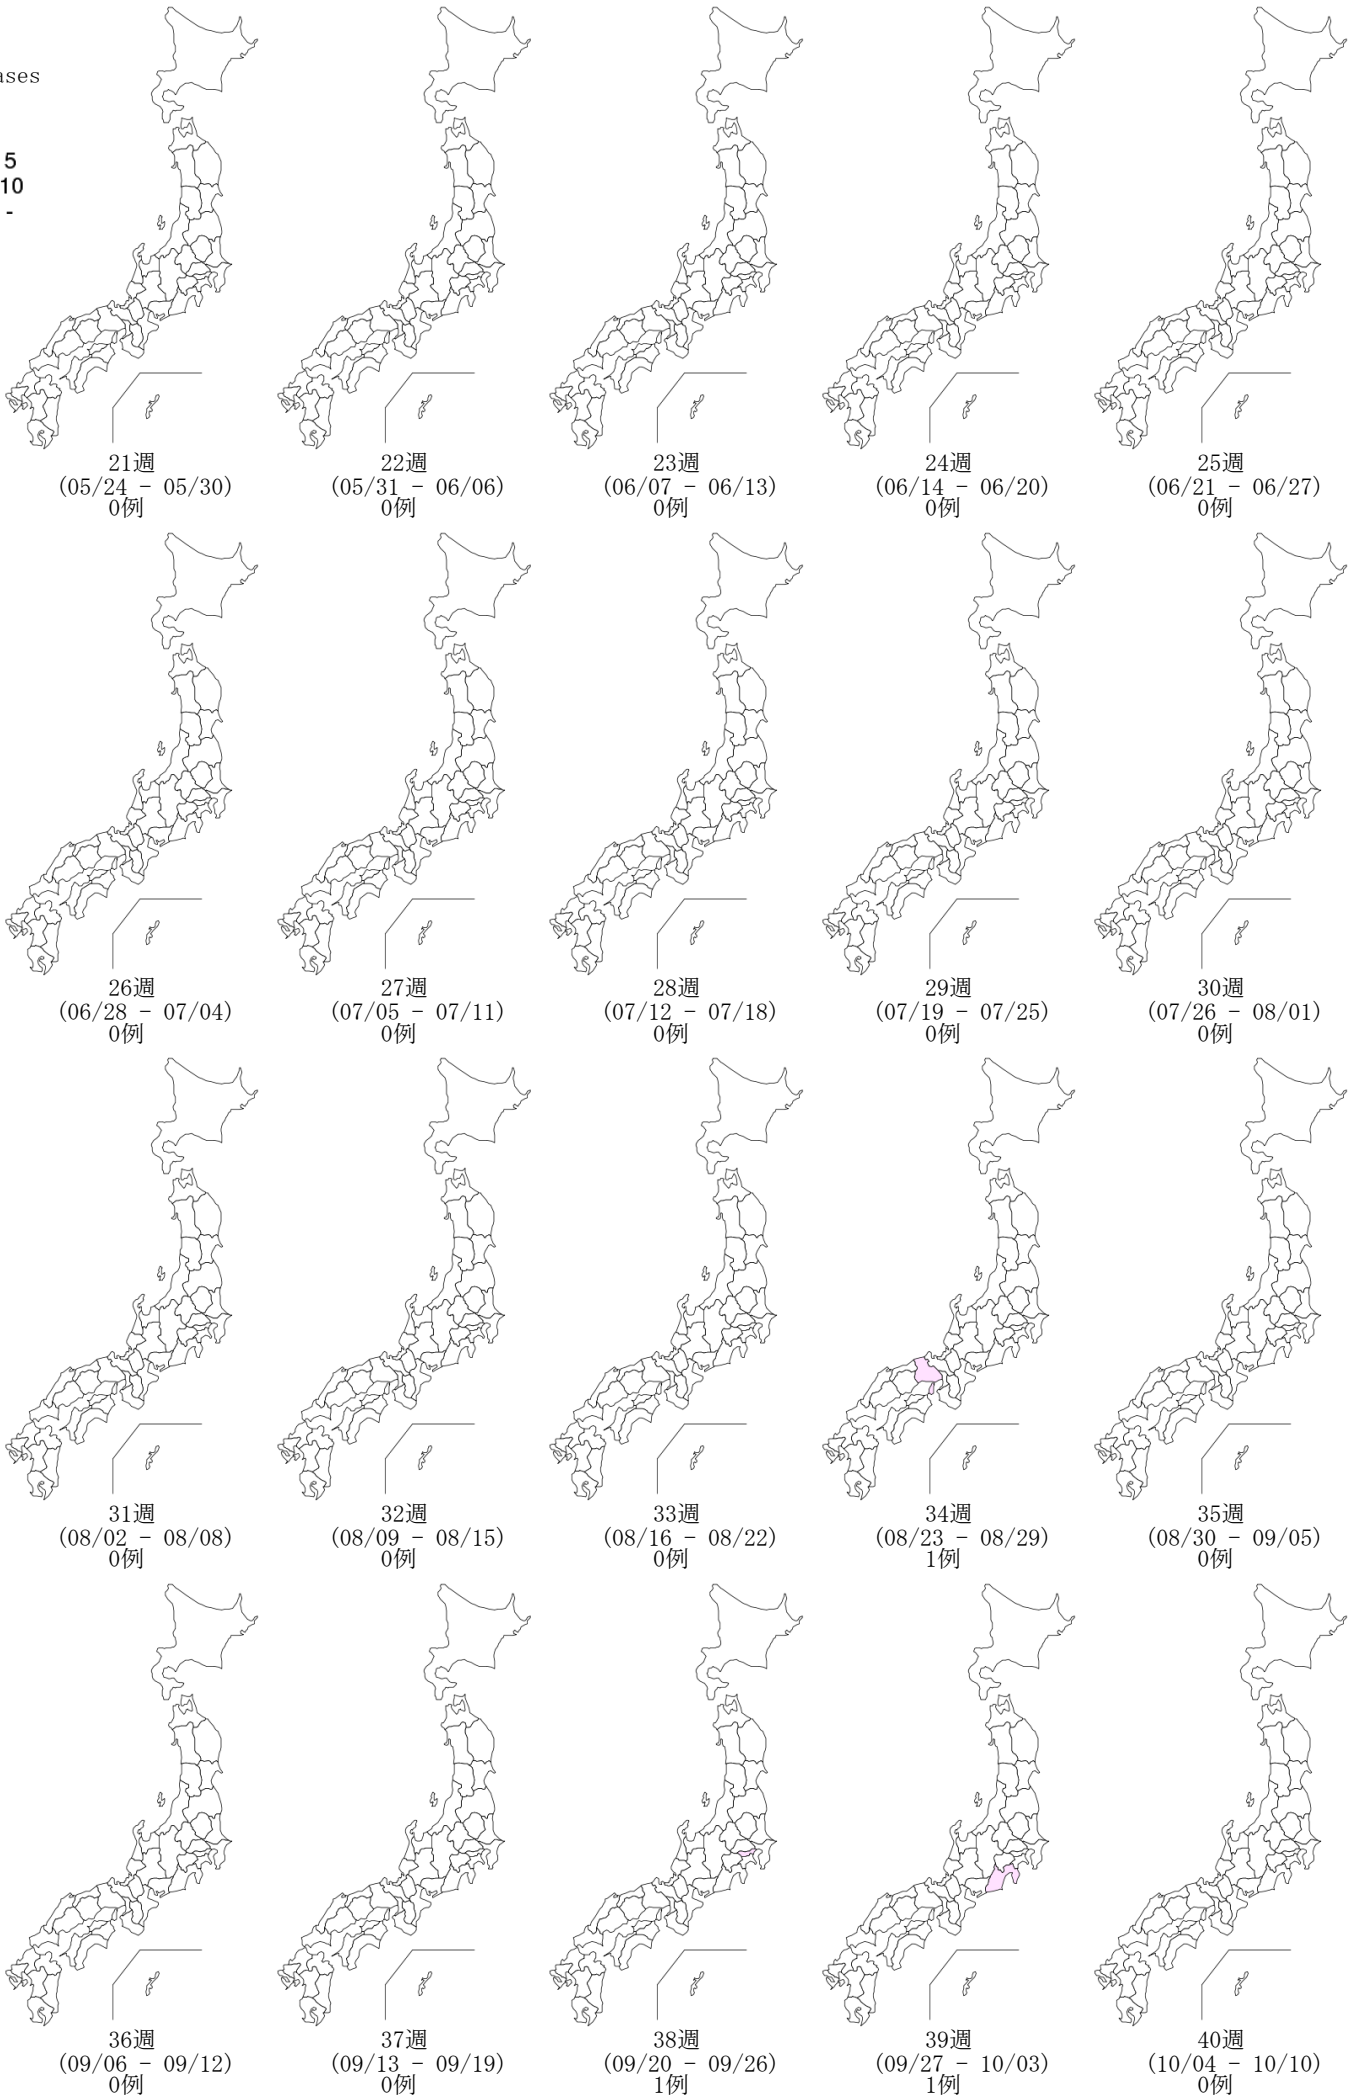 ases
5
10
-
21週
(05/24 - 05/30)
0例
22週
(05/31 - 06/06)
0例
23週
(06/07 - 06/13)
0例
24週
(06/14 - 06/20)
0例
25週
(06/21 - 06/27)
0例
26週
(06/28 - 07/04)
0例
27週
(07/05 - 07/11)
0例
28週
(07/12 - 07/18)
0例
29週
(07/19 - 07/25)
0例
30週
(07/26 - 08/01)
0例
31週
(08/02 - 08/08)
0例
32週
(08/09 - 08/15)
0例
33週
(08/16 - 08/22)
0例
34週
(08/23 - 08/29)
1例
35週
(08/30 - 09/05)
0例
36週
(09/06 - 09/12)
0例
37週
(09/13 - 09/19)
0例
38週
(09/20 - 09/26)
1例
39週
(09/27 - 10/03)
1例
40週
(10/04 - 10/10)
0例